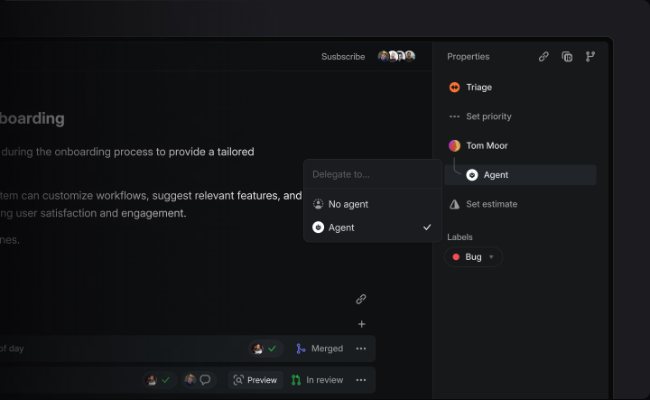 Susbscribe
Properties
boarding
during the onboarding process to provide a tailored
tem can customize workflows, suggest relevant features, and
ng user satisfaction and engagement.
nes.
Triage
Set priority
Tom Moor
Agent
Set estimate
Labels
Bug
Delegate to...
No agent
Agent
of day
Merged
Preview
In review